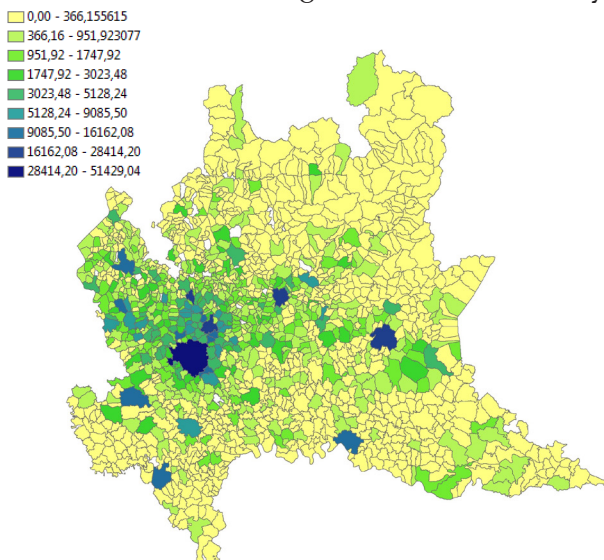 0,00 - 366,155615
366,16 - 951,923077
951,92 - 1747,92
1747,92 - 3023,48
3023,48 - 5128,24
5128,24 - 9085,50
9085,50 - 16162,08
16162,08 - 28414,20
28414,20 - 51429,04